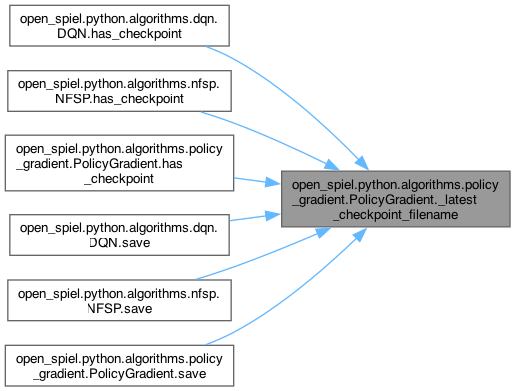 open_spiel.python.algorithms.dqn.
DQN.has_checkpoint
open_spiel.python.algorithms.nfsp.
NFSP.has_checkpoint
open_spiel.python.algorithms.policy
_gradient.PolicyGradient.has
_checkpoint
open_spiel.python.algorithms.policy
_gradient.PolicyGradient._latest
_checkpoint_filename
open_spiel.python.algorithms.dqn.
DQN.save
open_spiel.python.algorithms.nfsp.
NFSP.save
open_spiel.python.algorithms.policy
_gradient.PolicyGradient.save